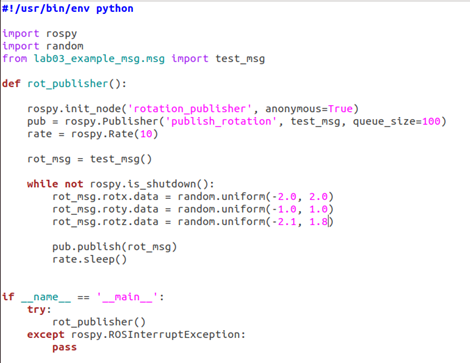 #!/usr/bin/env python
import rospy
import random
from lab03_example_msg.msg import test_msg
def rot_publisher():
    rospy.init_node('rotation_publisher', anonymous=True)
    pub = rospy.Publisher('publish_rotation', test_msg, queue_size=100)
    rate = rospy.Rate(10)
    rot_msg = test_msg()
    while not rospy.is_shutdown():
        rot_msg.rotx.data = random.uniform(-2.0, 2.0)
        rot_msg.roty.data = random.uniform(-1.0, 1.0)
        rot_msg.rotz.data = random.uniform(-2.1, 1.8)
        pub.publish(rot_msg)
        rate.sleep()
if __name__ == '__main__':
    try:
        rot_publisher()
    except rospy.ROSInterruptException:
        pass